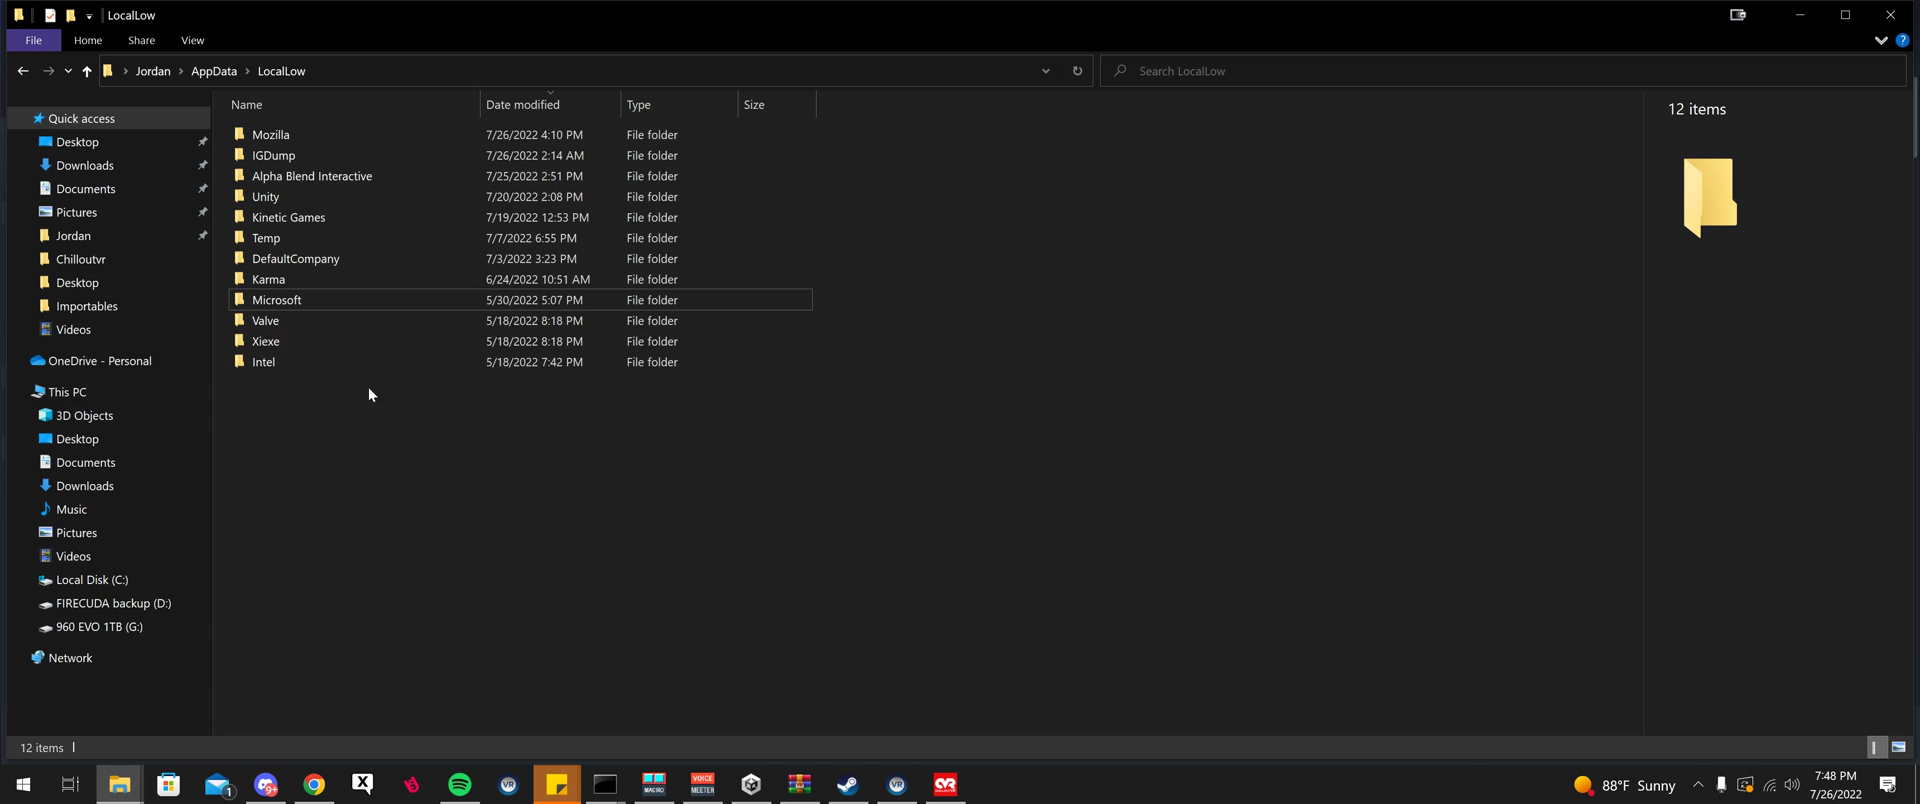 LocalLow
File Home Share View
Jordan AppData LocalLow Search LocalLow
Name Date modified Type Size
Quick access
Desktop
Downloads
Documents
Pictures
Jordan
Chilloutvr
Desktop
Importables
Videos
OneDrive - Personal
This PC
3D Objects
Desktop
Documents
Downloads
Music
Pictures
Videos
Local Disk (C:)
FIRECUDA backup (D:)
960 EVO 1TB (G:)
Network
Mozilla 7/26/2022 4:10 PM File folder
IGDump 7/26/2022 2:14 AM File folder
Alpha Blend Interactive 7/25/2022 2:51 PM File folder
Unity 7/20/2022 2:08 PM File folder
Kinetic Games 7/19/2022 12:53 PM File folder
Temp 7/7/2022 6:55 PM File folder
DefaultCompany 7/3/2022 3:23 PM File folder
Karma 6/24/2022 10:51 AM File folder
Microsoft 5/30/2022 5:07 PM File folder
Valve 5/18/2022 8:18 PM File folder
Xiexe 5/18/2022 8:18 PM File folder
Intel 5/18/2022 7:42 PM File folder
12 items
12 items
1 9+ X VR MACRO VOICE MEETER VR
88°F Sunny
7:48 PM
7/26/2022